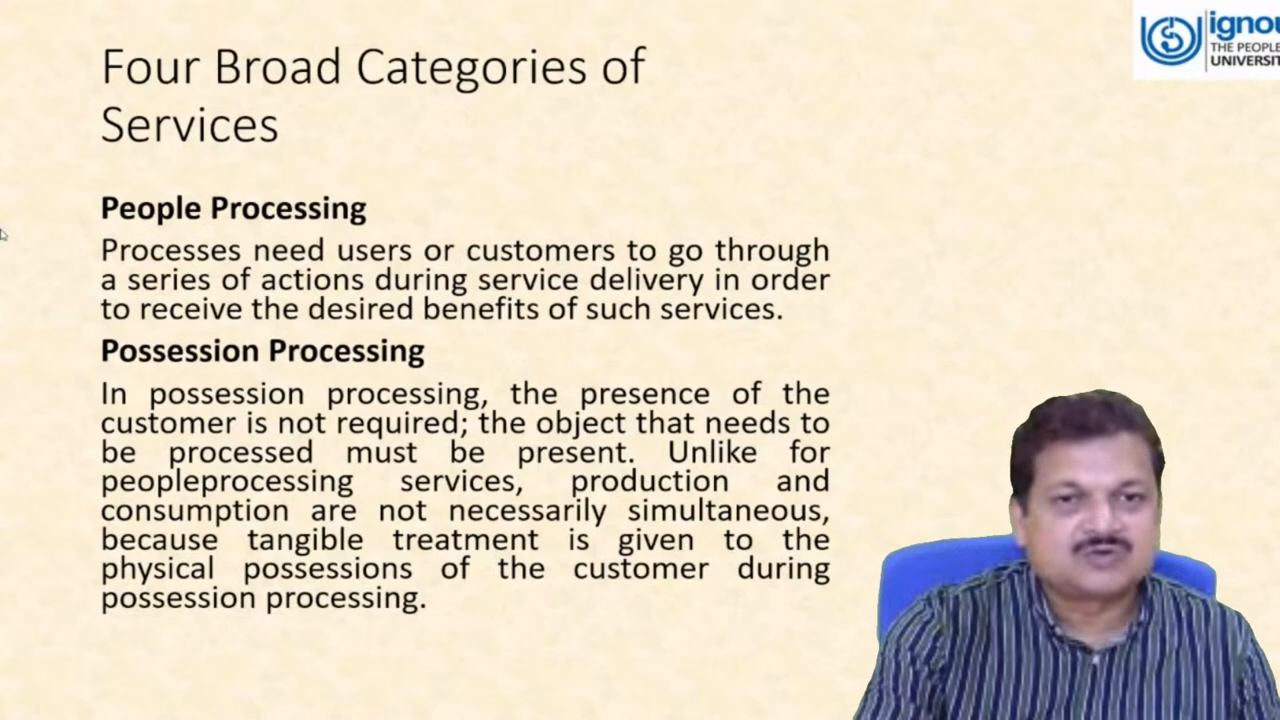 Four Broad Categories of
Services
ignou
THE PEOPLE
UNIVERSIT
People Processing
Processes need users or customers to go through
a series of actions during service delivery in order
to receive the desired benefits of such services.
Possession Processing
In possession processing, the presence of the
customer is not required; the object that needs to
be processed must be present. Unlike for
peopleprocessing services, production and
consumption are not necessarily simultaneous,
because tangible treatment is given to the
physical possessions of the customer during
possession processing.